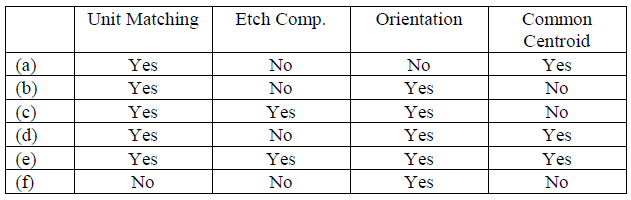 Unit Matching Etch Comp. Orientation Common
Centroid
(a) Yes No No Yes
(b) Yes No Yes No
(c) Yes Yes Yes No
(d) Yes No Yes Yes
(e) Yes Yes Yes Yes
(f) No No Yes No